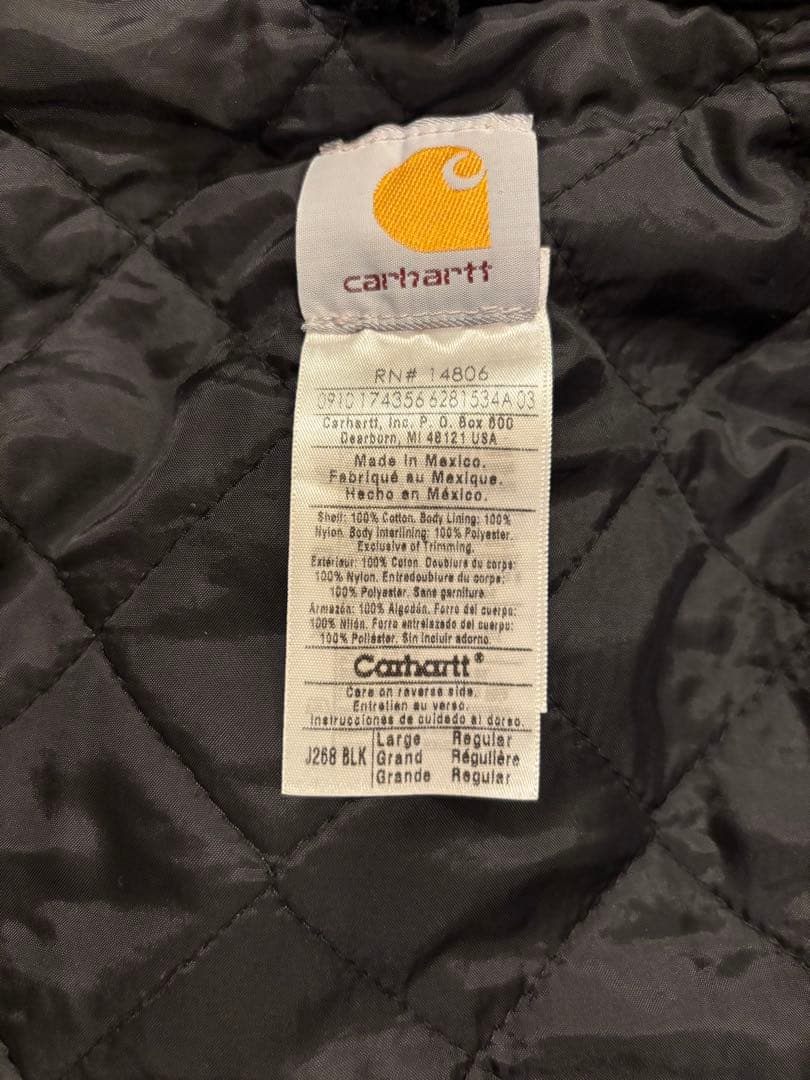 carhartt
RN# 14806
0910174356 6281534A 03
Carhartt, Inc. P. O. Box 600
Dearborn, MI 48121 USA
Made in Mexico.
Fabriqué au Mexique.
Hecho en México.
Shell: 100% Cotton. Body Lining: 100%
Nylon. Body Interlining: 100% Polyester.
Exclusive of Trimming.
Extérieur: 100% Coton. Doublure du corps:
100% Nylon. Entredoublure du corps:
100% Polyester. Sans garniture.
Armazón: 100% Algodón. Forro del cuerpo:
100% Nilón. Forro entrelazado del cuerpo:
100% Poliéster. Sin incluir adorno.
Carhartt®
Care on reverse side.
Entretien au verso.
Instrucciones de cuidado al dorso.
J268 BLK Large Regular
Grand Régulière
Grande Regular